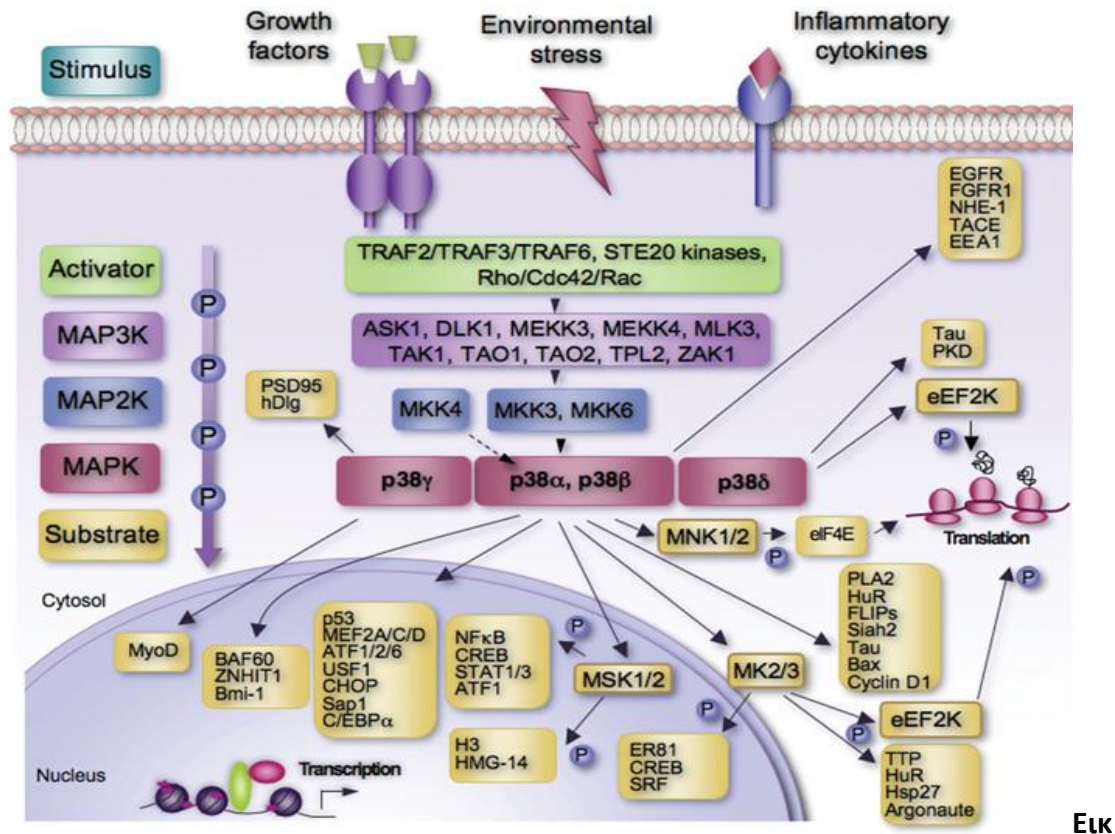 Growth
factors
Environmental
stress
Inflammatory
cytokines
Stimulus
EGFR
FGFR1
NHE-1
TACE
EEA1
Activator
TRAF2/TRAF3/TRAF6, STE20 kinases,
Rho/Cdc42/Rac
P
MAP3K
ASK1, DLK1, MEKK3, MEKK4, MLK3,
TAK1, TAO1, TAO2, TPL2, ZAK1
Tau
PKD
P
MAP2K
PSD95
hDlg
MKK4
MKK3, MKK6
eEF2K
P
P
MAPK
p38γ
p38α, p38β
p38δ
P
Substrate
MNK1/2
P
eIF4E
Translation
Cytosol
MyoD
BAF60
ZNHIT1
Bmi-1
p53
MEF2A/C/D
ATF1/2/6
USF1
CHOP
Sap1
C/EBPα
NFκB
CREB
STAT1/3
ATF1
P
MSK1/2
MK2/3
PLA2
HuR
FLIPs
Siah2
Tau
Bax
Cyclin D1
P
P
eEF2K
P
H3
HMG-14
P
ER81
CREB
SRF
TTP
HuR
Hsp27
Argonaute
Nucleus
Transcription
Εικ